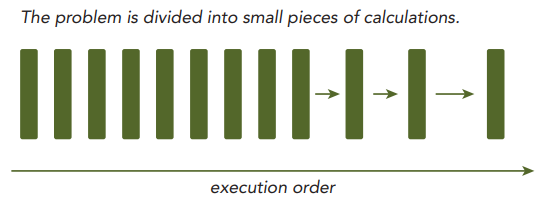 The problem is divided into small pieces of calculations.
execution order